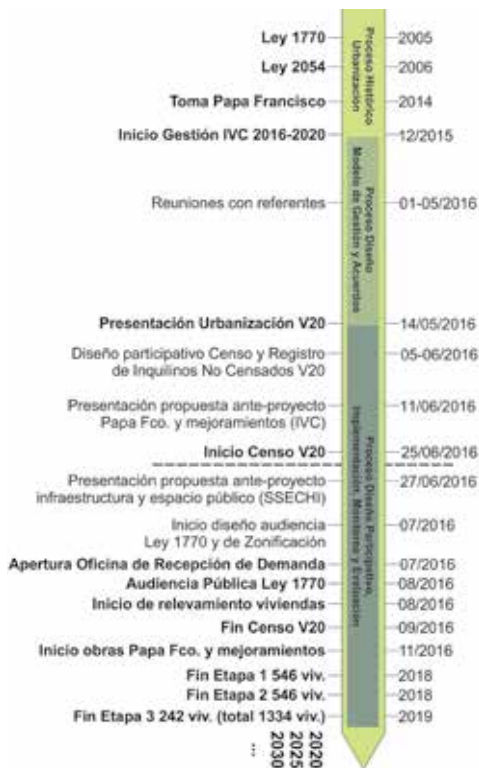 Ley 1770 2005
Ley 2054 2006
Toma Papa Francisco 2014
Inicio Gestión IVC 2016-2020 12/2015
Reuniones con referentes 01-05/2016
Presentación Urbanización V20 14/05/2016
Diseño participativo Censo y Registro 05-06/2016
de Inquilinos No Censados V20
Presentación propuesta ante-proyecto 11/06/2016
Papa Fco. y mejoramientos (IVC)
Inicio Censo V20 25/06/2016
Presentación propuesta ante-proyecto 27/06/2016
infraestructura y espacio público (SSECHI)
Inicio diseño audiencia 07/2016
Ley 1770 y de Zonificación
Apertura Oficina de Recepción de Demanda 07/2016
Audiencia Pública Ley 1770 08/2016
Inicio de relevamiento viviendas 08/2016
Fin Censo V20 09/2016
Inicio obras Papa Fco. y mejoramientos 11/2016
Fin Etapa 1 546 viv. 2018
Fin Etapa 2 546 viv. 2018
Fin Etapa 3 242 viv. (total 1334 viv.) 2019
2020
2025
2030
...
Proceso Histórico
Urbanización
Proceso Diseño
Modelo de Gestión y Acuerdos
Proceso Diseño Participativo,
Implementación, Monitoreo y Evaluación